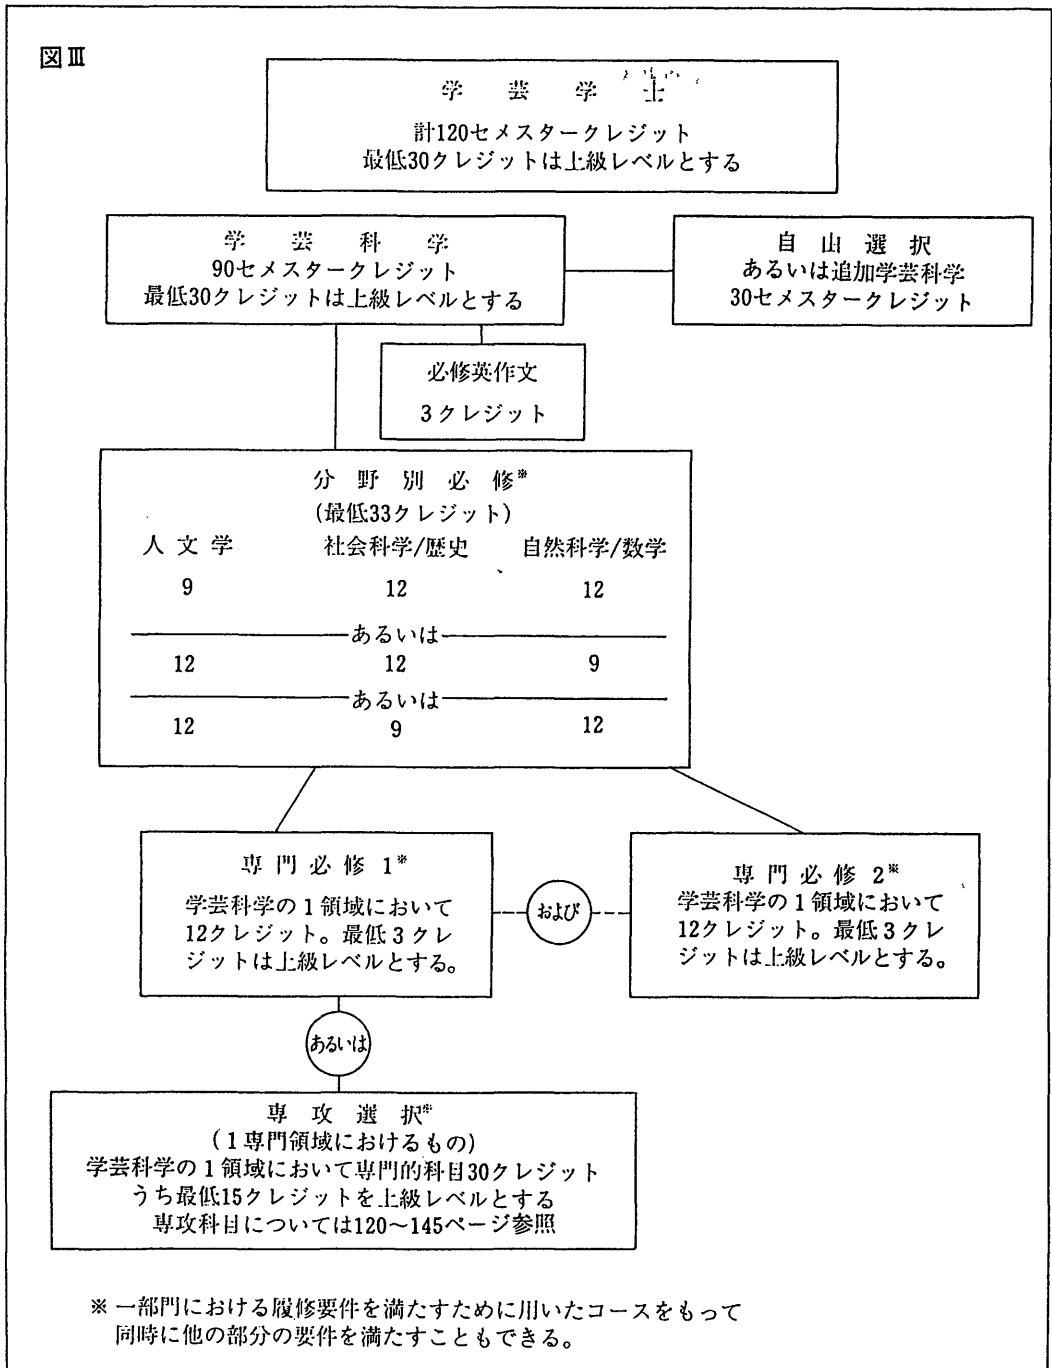 図Ⅲ
学芸学士
計120セメスタークレジット
最低30クレジットは上級レベルとする
学芸科学
90セメスタークレジット
最低30クレジットは上級レベルとする
自由選択
あるいは追加学芸科学
30セメスタークレジット
必修英作文
3クレジット
分野別必修※
(最低33クレジット)
人文学 社会科学/歴史 自然科学/数学
9 12 12
あるいは
12 12 9
あるいは
12 9 12
専門必修1※
学芸科学の1領域において
12クレジット。最低3クレ
ジットは上級レベルとする。
および
専門必修2※
学芸科学の1領域において
12クレジット。最低3クレ
ジットは上級レベルとする。
あるいは
専攻選択※
(1専門領域におけるもの)
学芸科学の1領域において専門的科目30クレジット
うち最低15クレジットを上級レベルとする
専攻科目については120~145ページ参照
※一部門における履修要件を満たすために用いたコースをもって
同時に他の部分の要件を満たすこともできる。